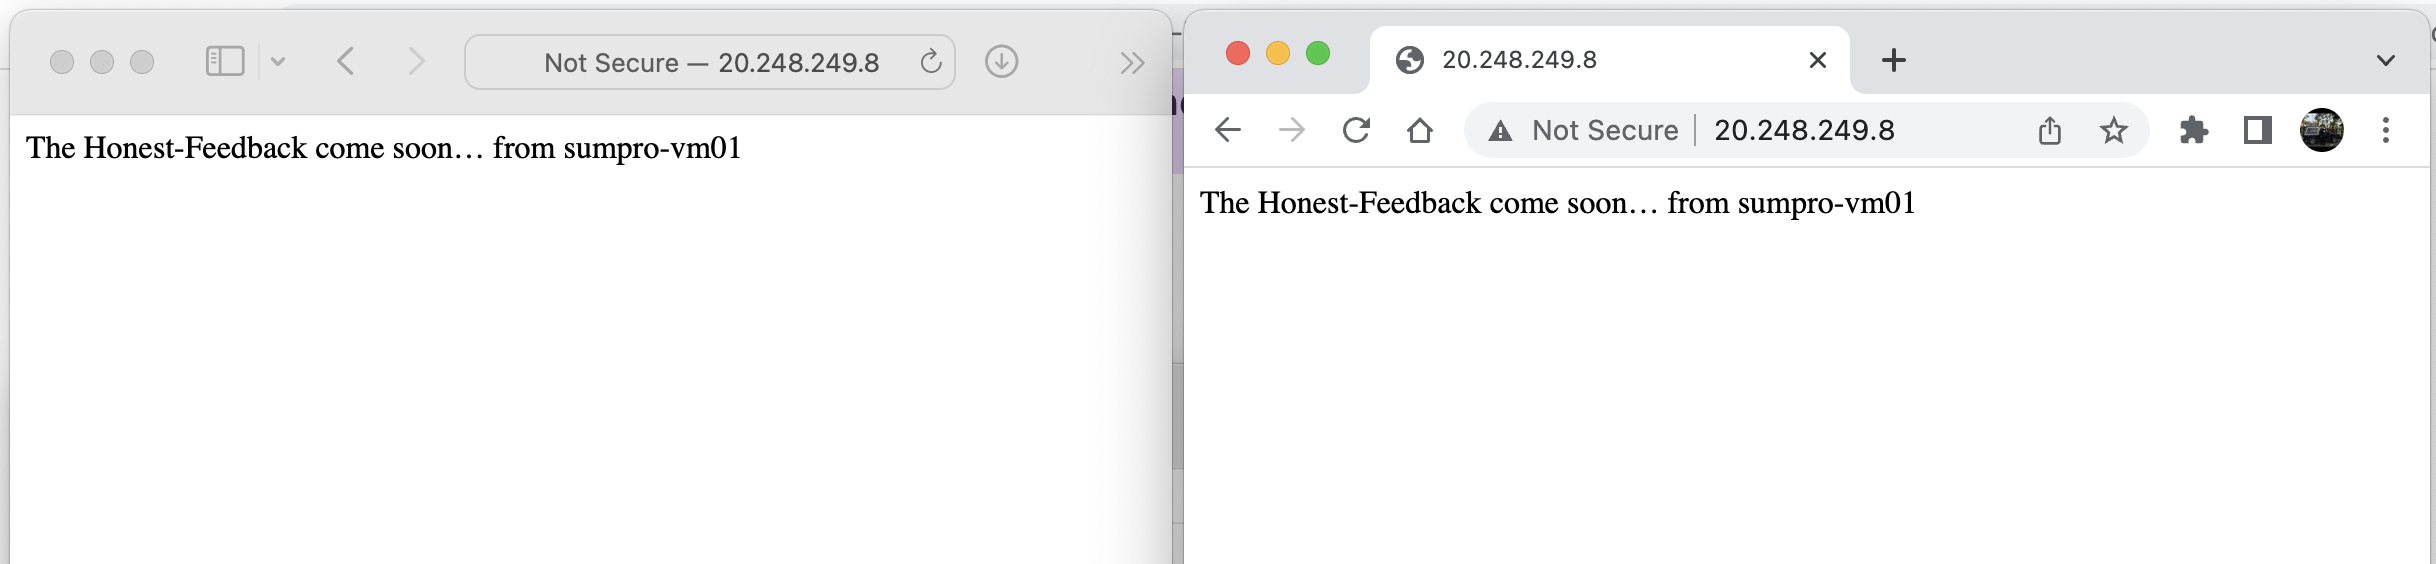 Not Secure — 20.248.249.8
The Honest-Feedback come soon… from sumpro-vm01
20.248.249.8
Not Secure 20.248.249.8
The Honest-Feedback come soon… from sumpro-vm01